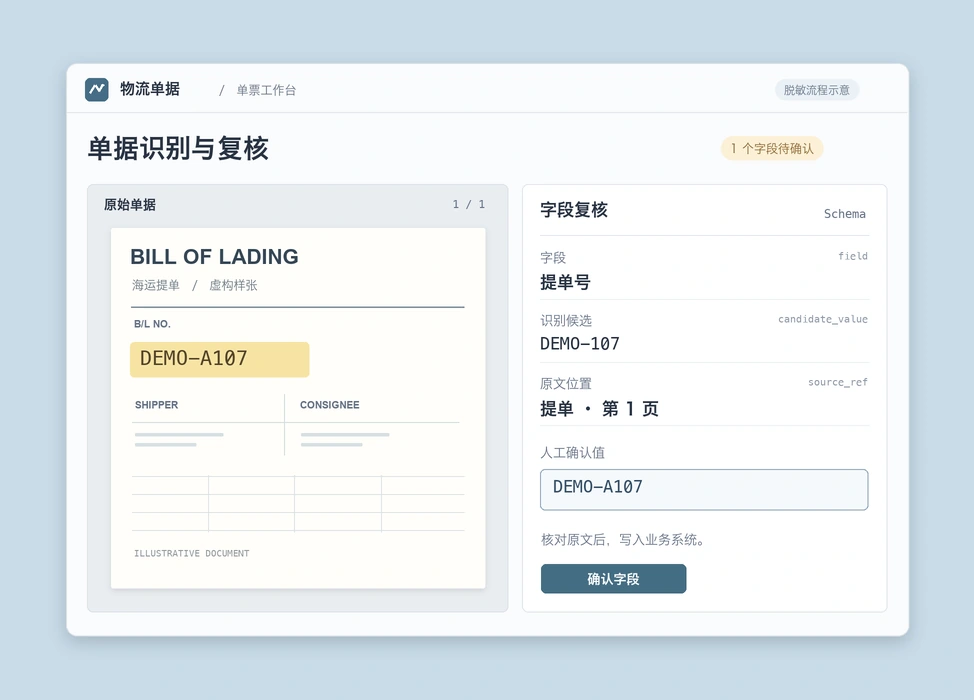 物流单据 / 单票工作台
脱敏流程示意
单据识别与复核
1 个字段待确认
原始单据
1 / 1
BILL OF LADING
海运提单 / 虚构样张
B/L NO.
DEMO-A107
SHIPPER
CONSIGNEE
ILLUSTRATIVE DOCUMENT
字段复核
Schema
字段
field
提单号
识别候选
candidate_value
DEMO-107
原文位置
source_ref
提单 · 第 1 页
人工确认值
DEMO-A107
核对原文后，写入业务系统。
确认字段